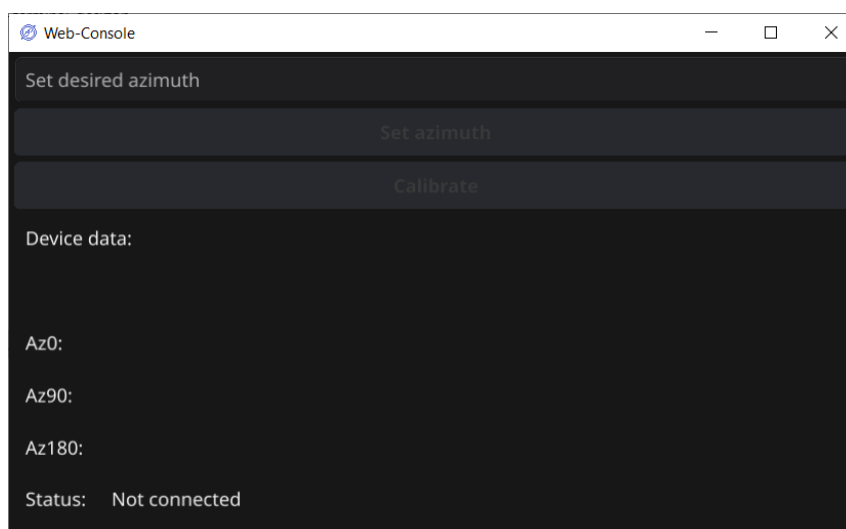 Web-Console
Set desired azimuth
Set azimuth
Calibrate
Device data:
Az0:
Az90:
Az180:
Status: Not connected